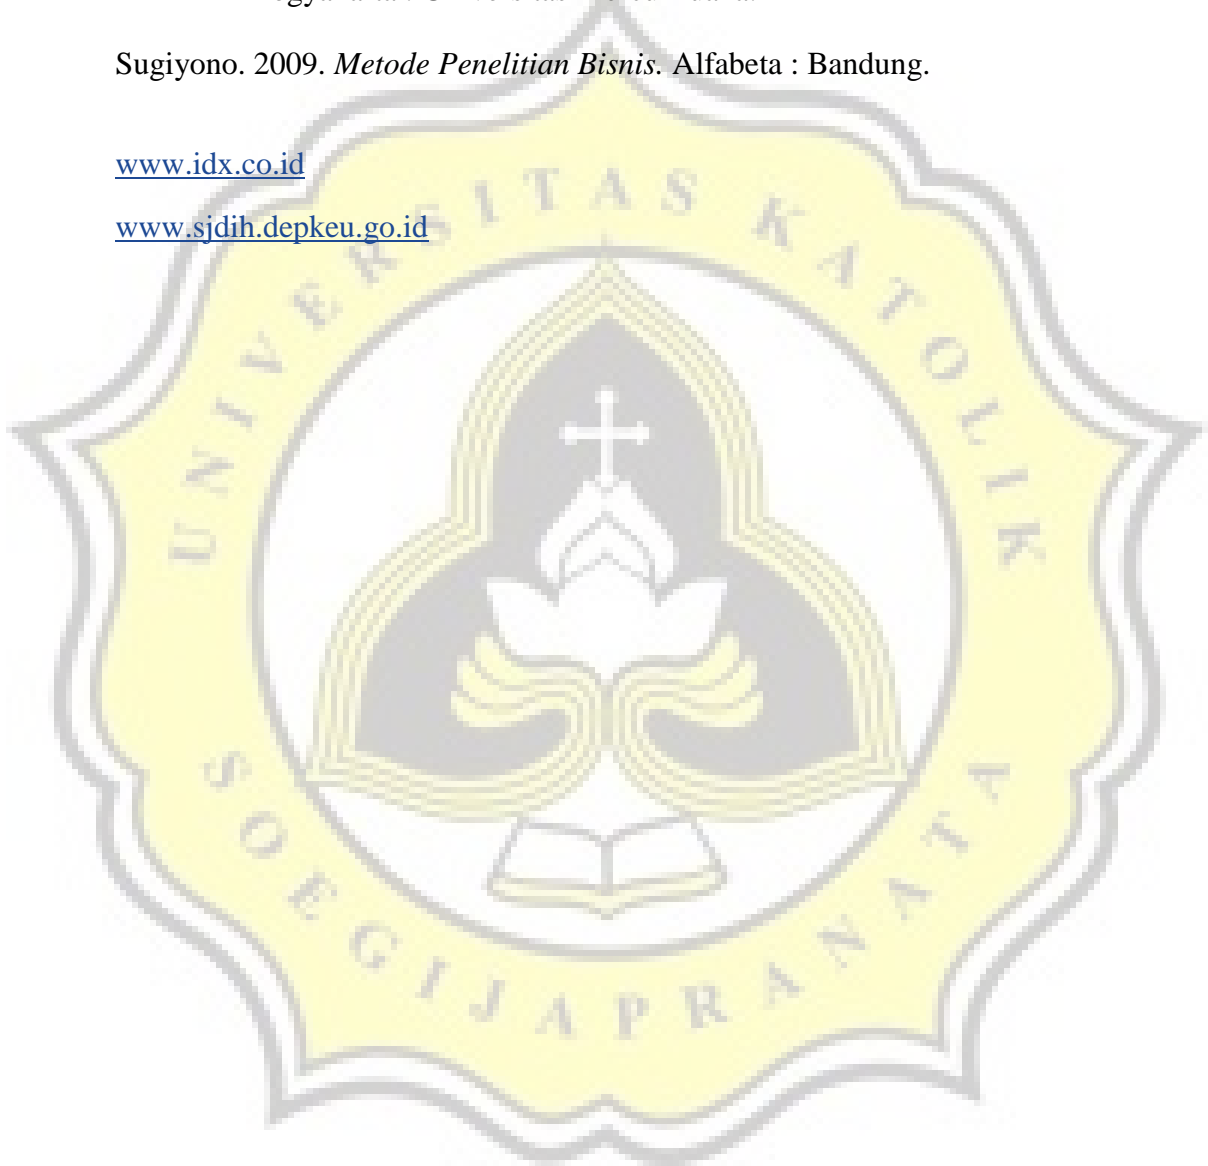 Sugiyono. 2009. Metode Penelitian Bisnis. Alfabeta : Bandung.
www.idx.co.id
www.sjdih.depkeu.go.id
UNIVERSITAS KATOLIK
SOEGIJAPRANATA